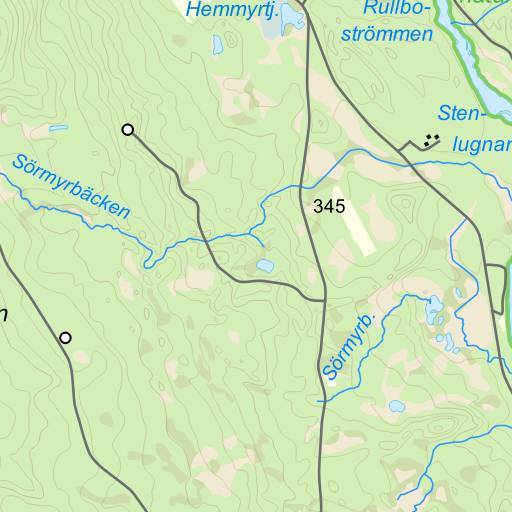 Hemmyrtj.
Rullbo-
strömmen
Sten-
lugnar
Sörmyrbäcken
345
Sörmyrb.